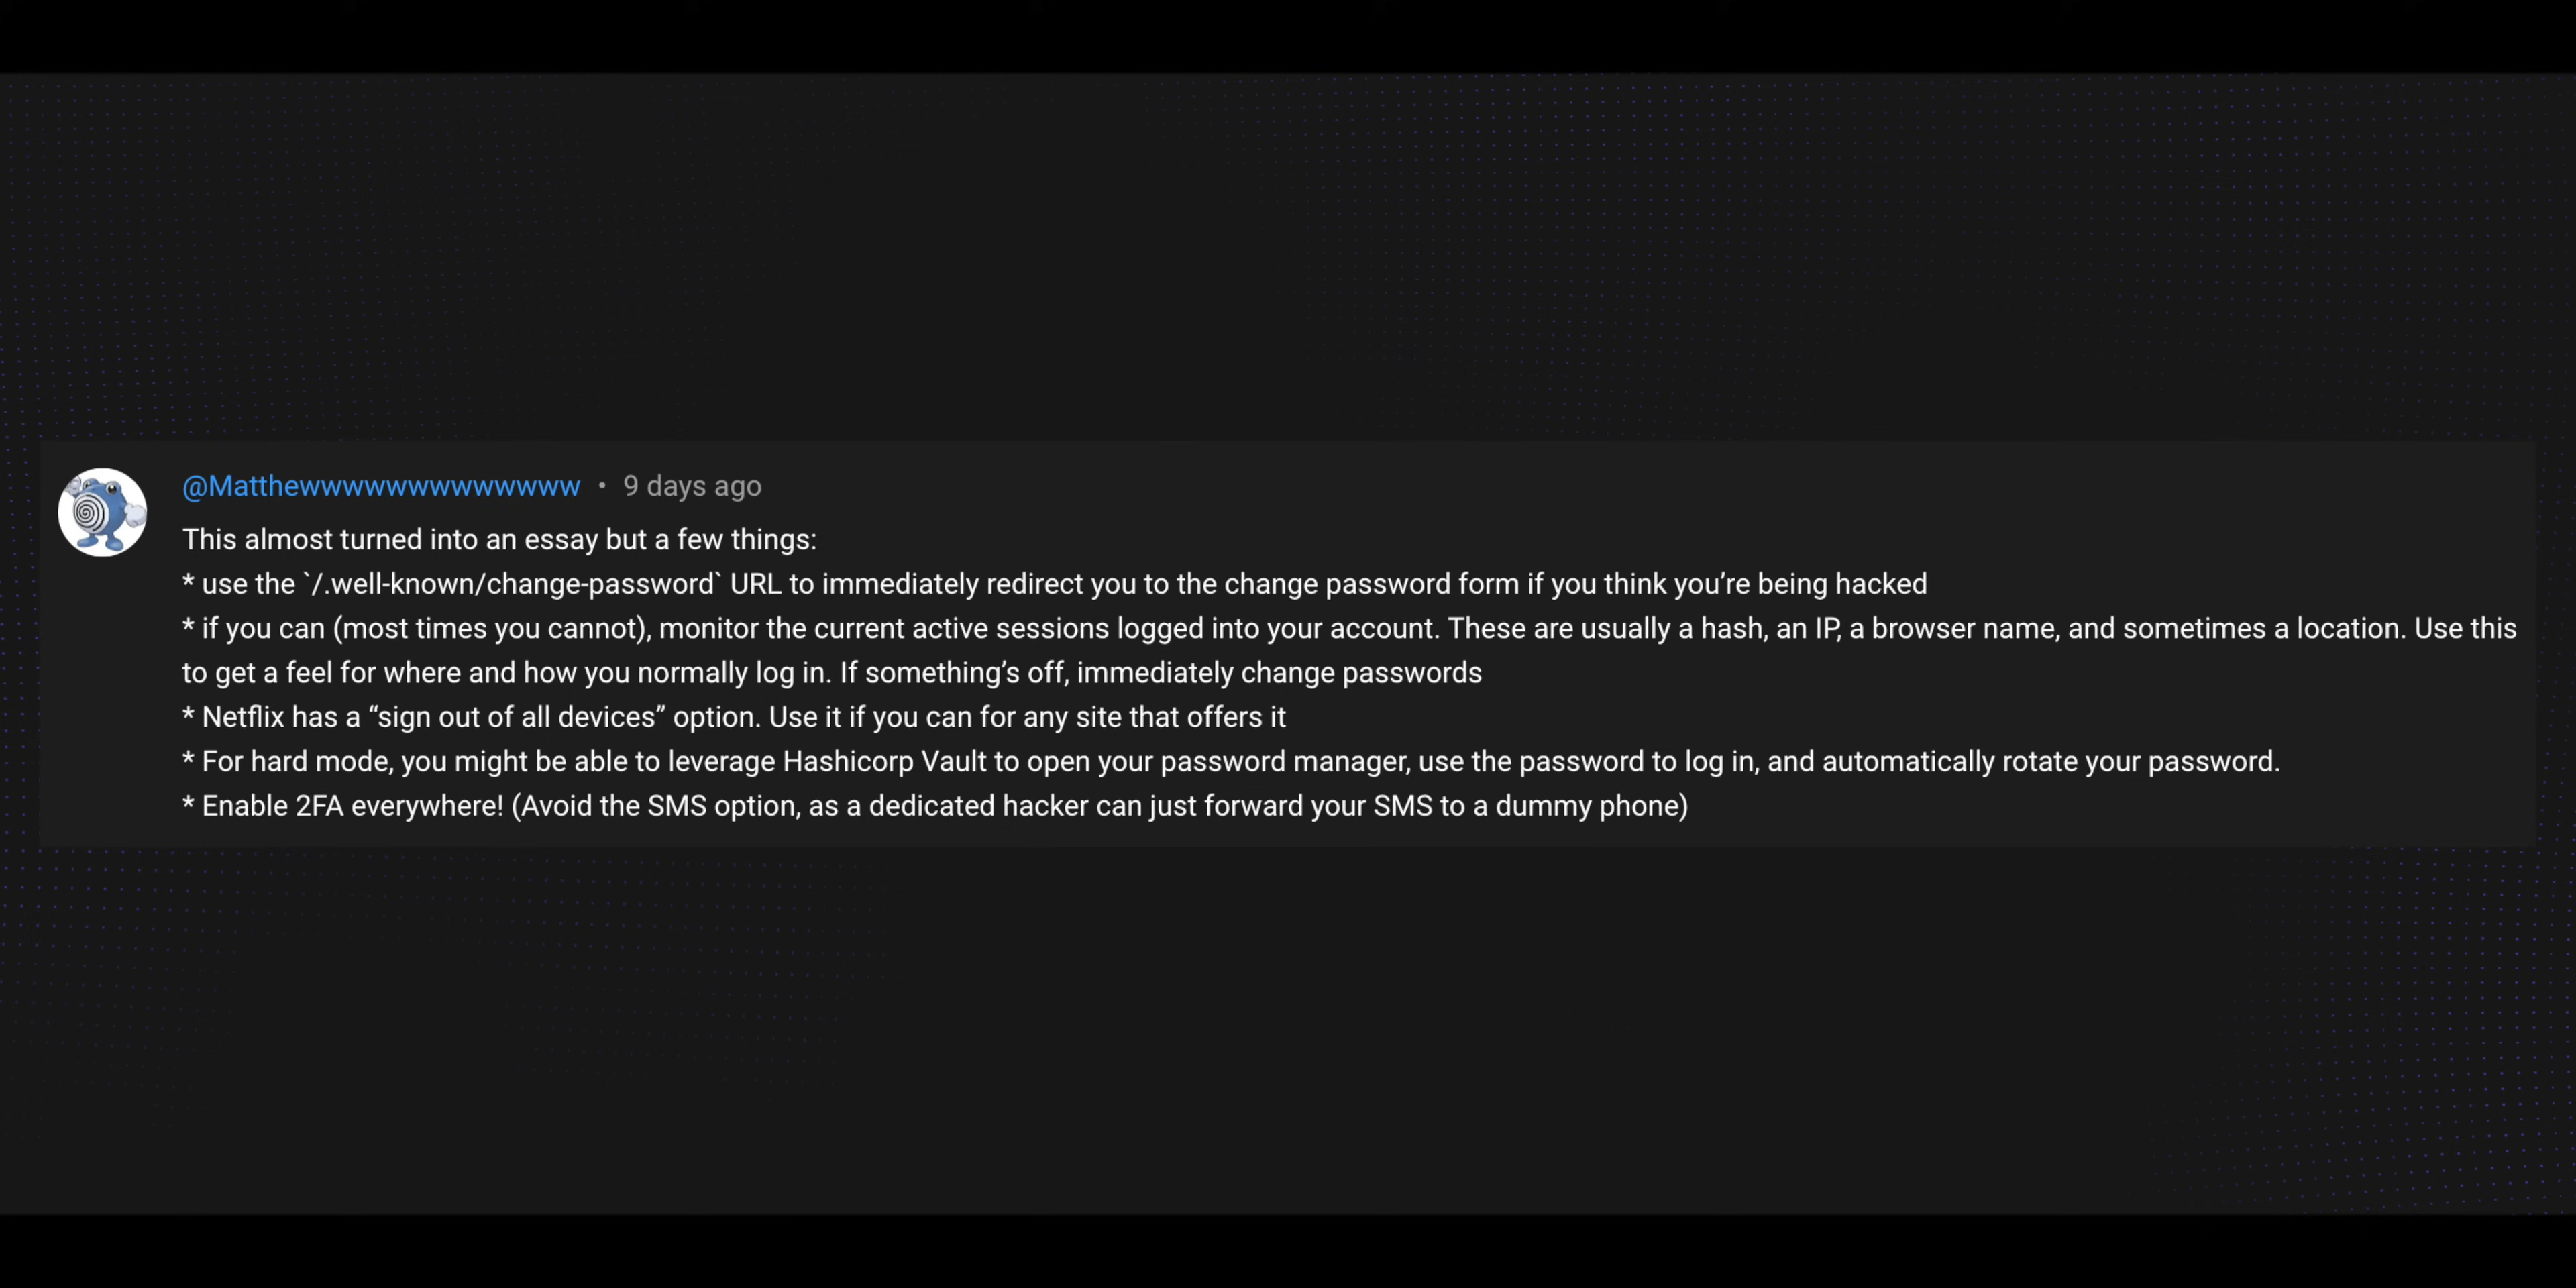 @Matthewwwwwwwwwwwwww • 9 days ago
This almost turned into an essay but a few things:
* use the `/.well-known/change-password` URL to immediately redirect you to the change password form if you think you’re being hacked
* if you can (most times you cannot), monitor the current active sessions logged into your account. These are usually a hash, an IP, a browser name, and sometimes a location. Use this
to get a feel for where and how you normally log in. If something’s off, immediately change passwords
* Netflix has a “sign out of all devices” option. Use it if you can for any site that offers it
* For hard mode, you might be able to leverage Hashicorp Vault to open your password manager, use the password to log in, and automatically rotate your password.
* Enable 2FA everywhere! (Avoid the SMS option, as a dedicated hacker can just forward your SMS to a dummy phone)